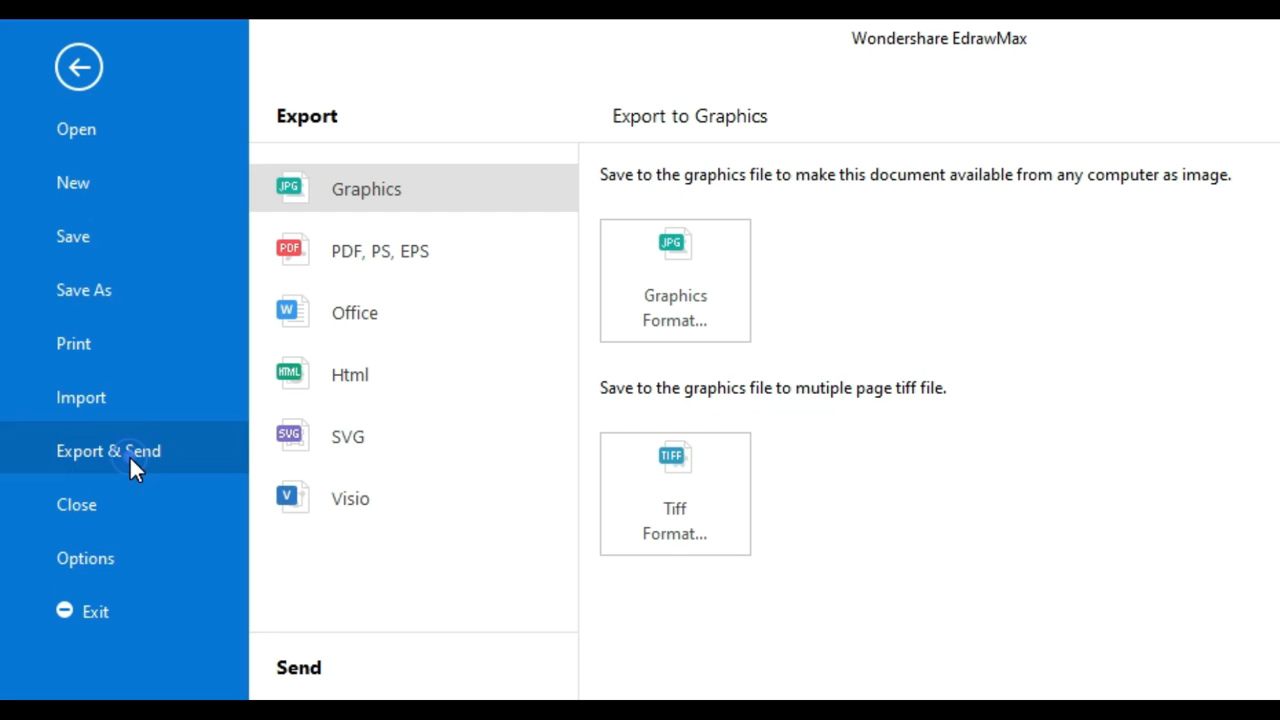 Wondershare EdrawMax
Open
New
Save
Save As
Print
Import
Export & Send
Close
Options
Exit
Export
JPG Graphics
PDF PDF, PS, EPS
W Office
HTML Html
SVG SVG
V Visio
Send
Export to Graphics
Save to the graphics file to make this document available from any computer as image.
JPG
Graphics
Format...
Save to the graphics file to mutiple page tiff file.
TIFF
Tiff
Format...